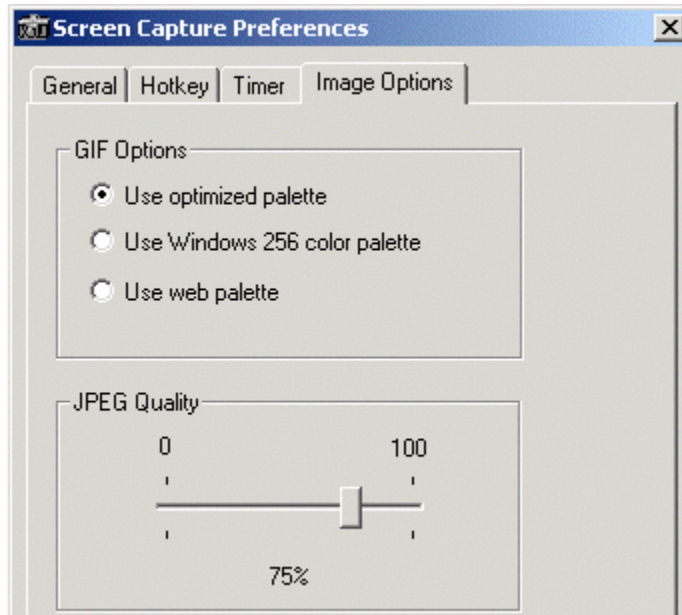 Screen Capture Preferences
General Hotkey Timer Image Options
GIF Options
Use optimized palette
Use Windows 256 color palette
Use web palette
JPEG Quality
0 100
75%